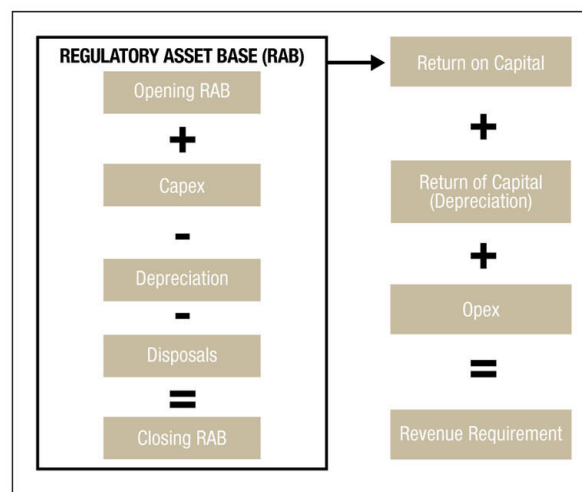 REGULATORY ASSET BASE (RAB)
Opening RAB
+
Capex
-
Depreciation
-
Disposals
=
Closing RAB
Return on Capital
+
Return of Capital
(Depreciation)
+
Opex
=
Revenue Requirement